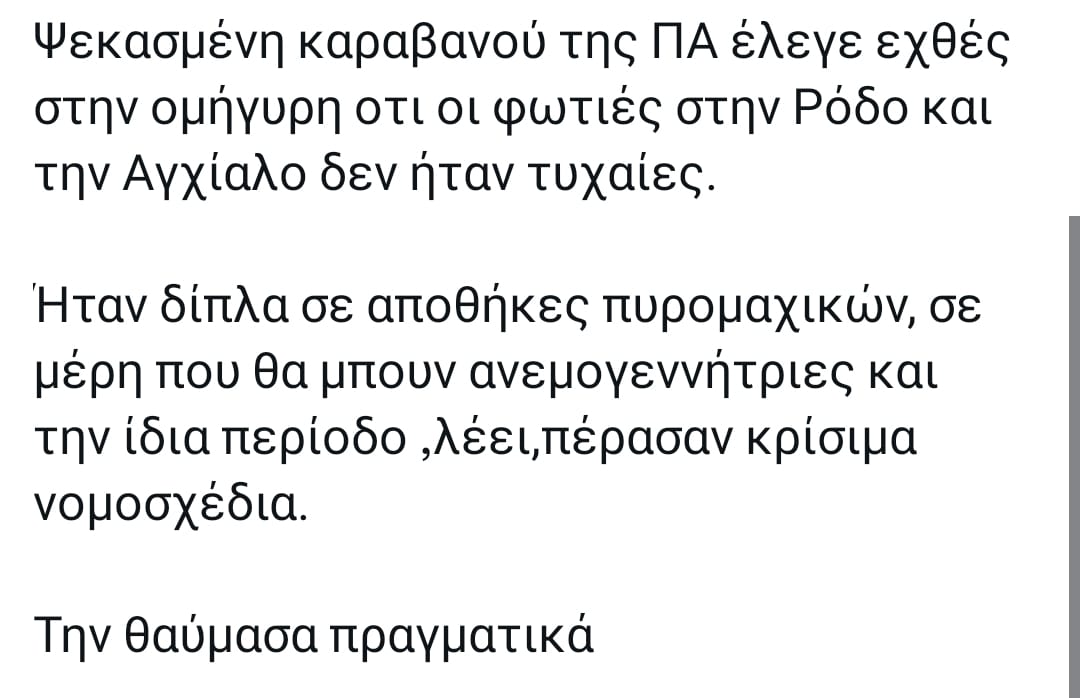 Ψεκασμένη καραβανού της ΠΑ έλεγε εχθές
στην ομήγυρη οτι οι φωτιές στην Ρόδο και
την Αγχίαλο δεν ήταν τυχαίες.
Ήταν δίπλα σε αποθήκες πυρομαχικών, σε
μέρη που θα μπουν ανεμογεννήτριες και
την ίδια περίοδο ,λέει,πέρασαν κρίσιμα
νομοσχέδια.
Την θαύμασα πραγματικά